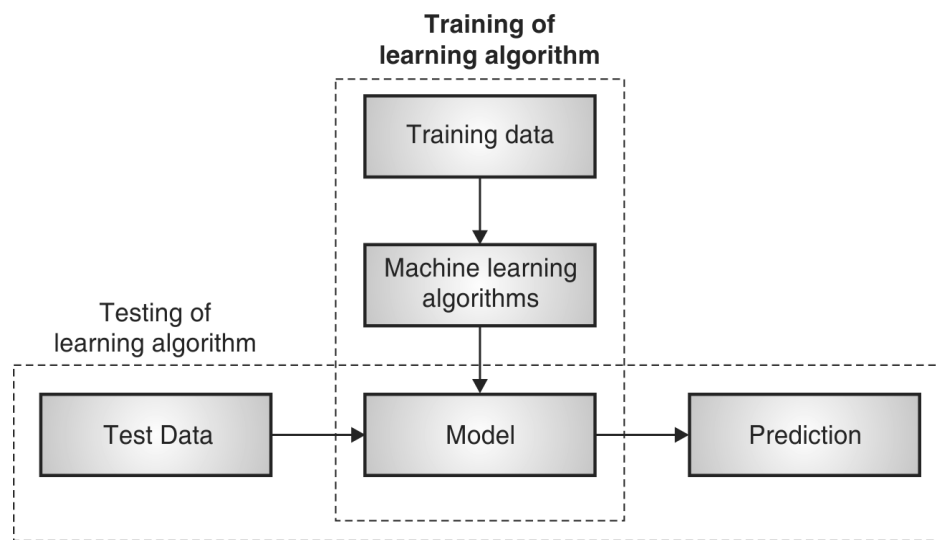 Training of
learning algorithm
Training data
Machine learning
algorithms
Testing of
learning algorithm
Test Data
Model
Prediction